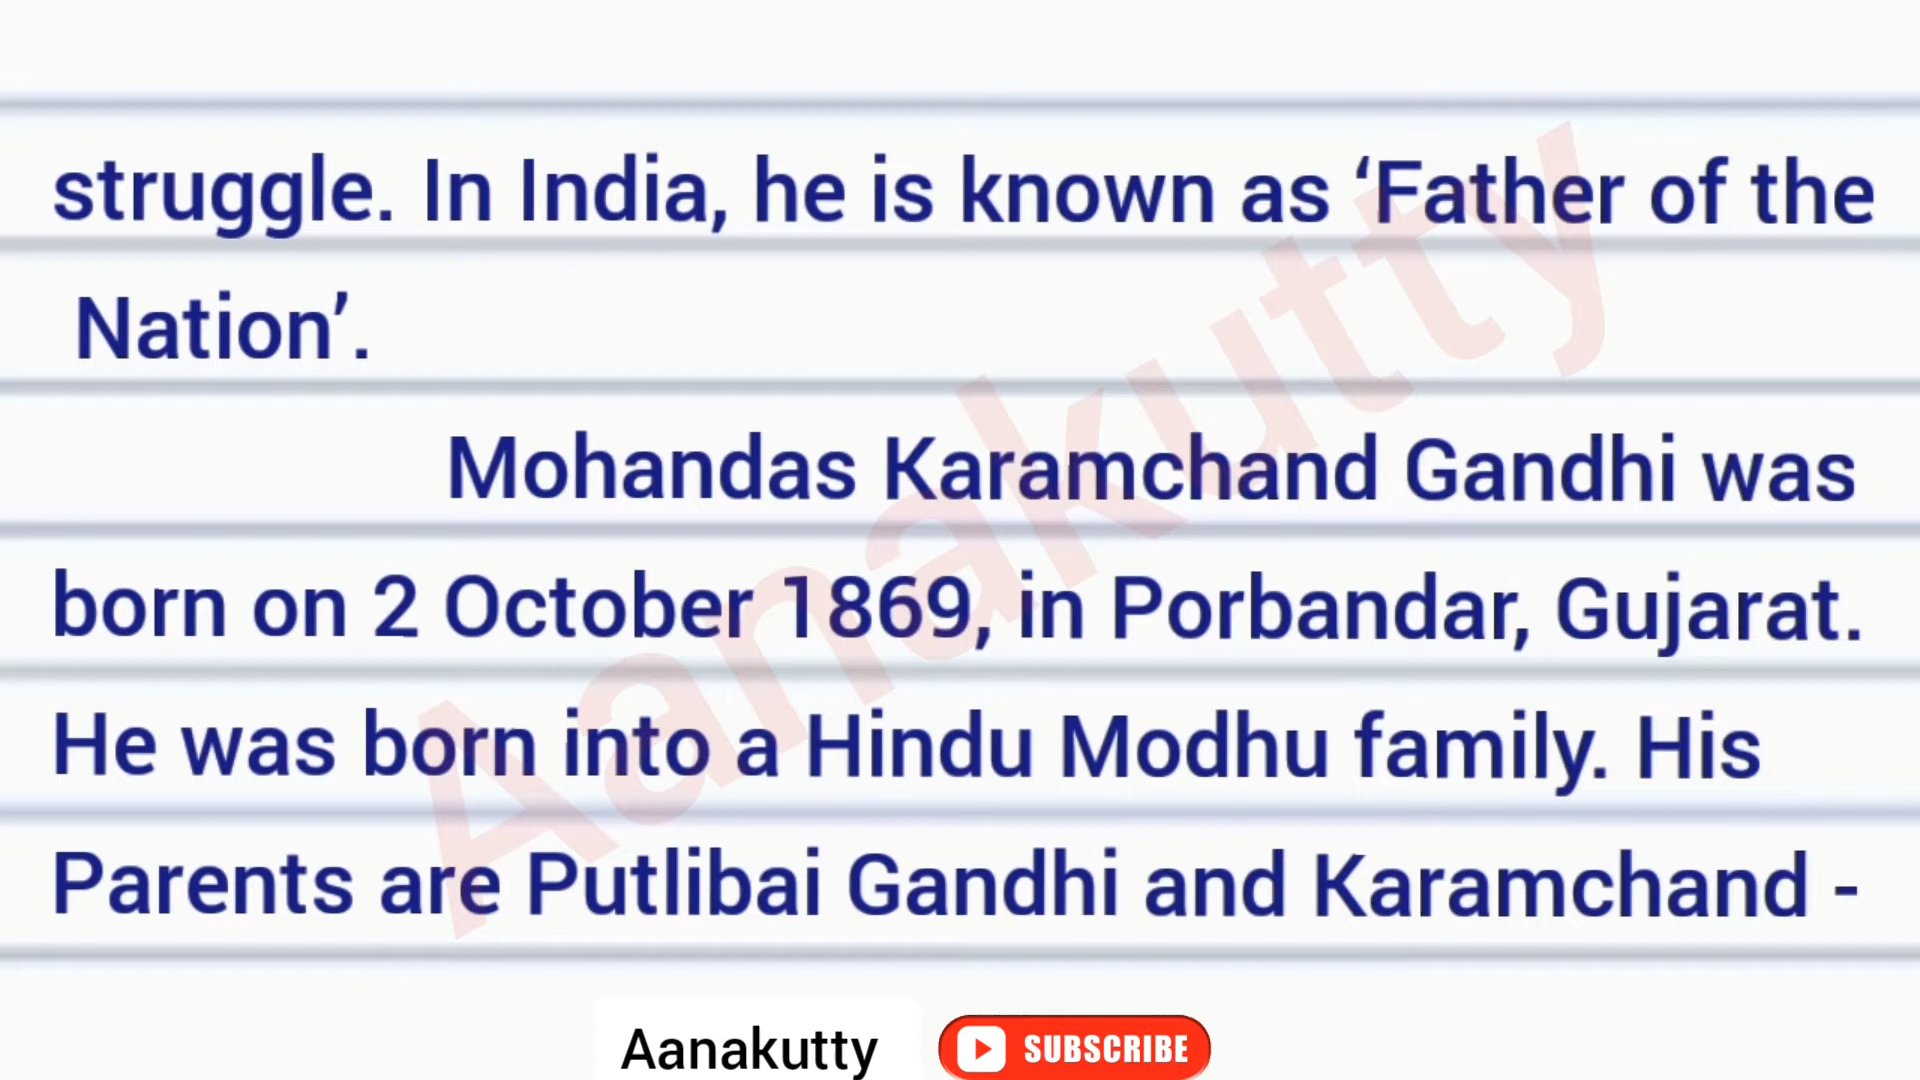 struggle. In India, he is known as ‘Father of the
Nation’.
Mohandas Karamchand Gandhi was
born on 2 October 1869, in Porbandar, Gujarat.
He was born into a Hindu Modhu family. His
Parents are Putlibai Gandhi and Karamchand -
Aanakutty
Aanakutty SUBSCRIBE